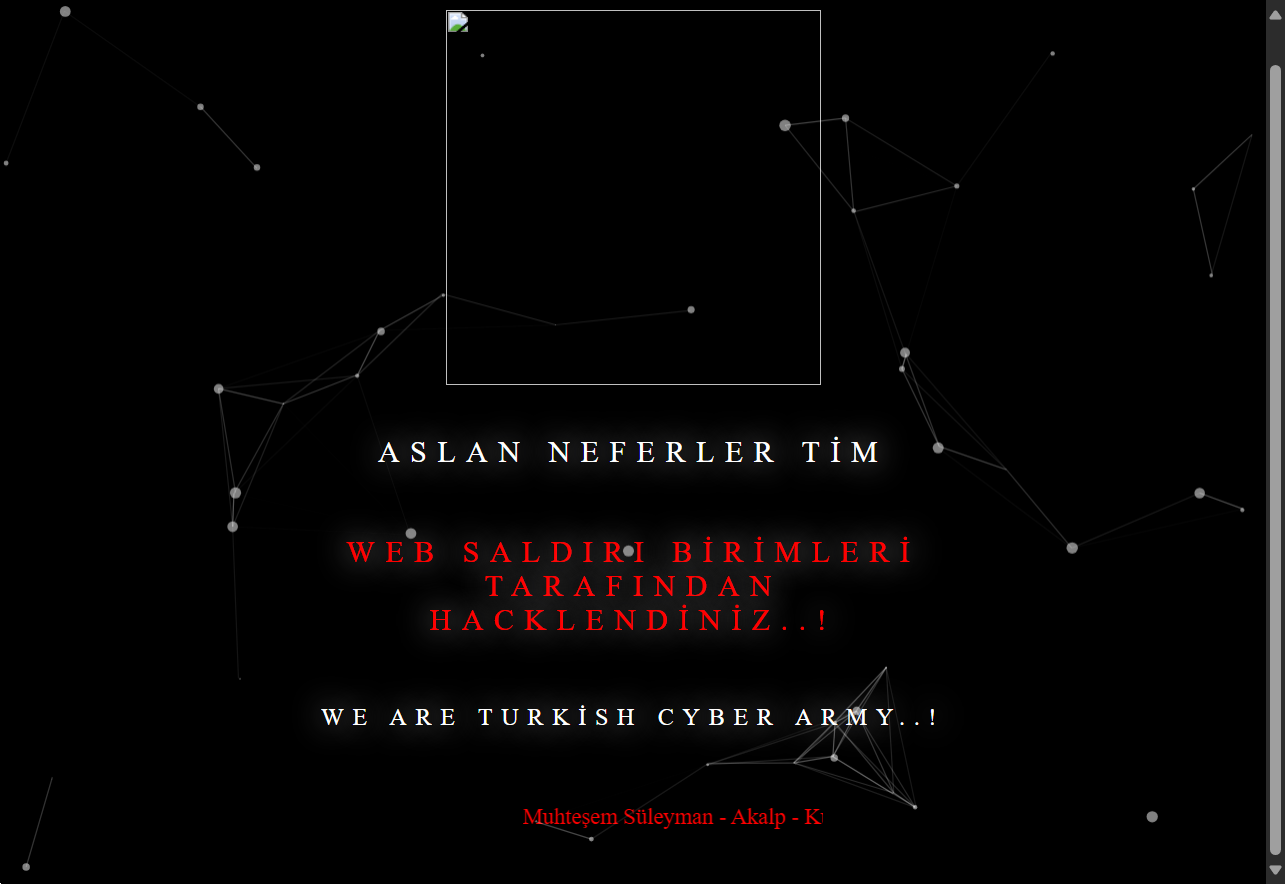 ASLAN NEFERLER TİM
WEB SALDIRI BİRİMLERİ
TARAFINDAN
HACKLENDİNİZ..!
WE ARE TURKİSH CYBER ARMY..!
Muhteşem Süleyman - Akalp -